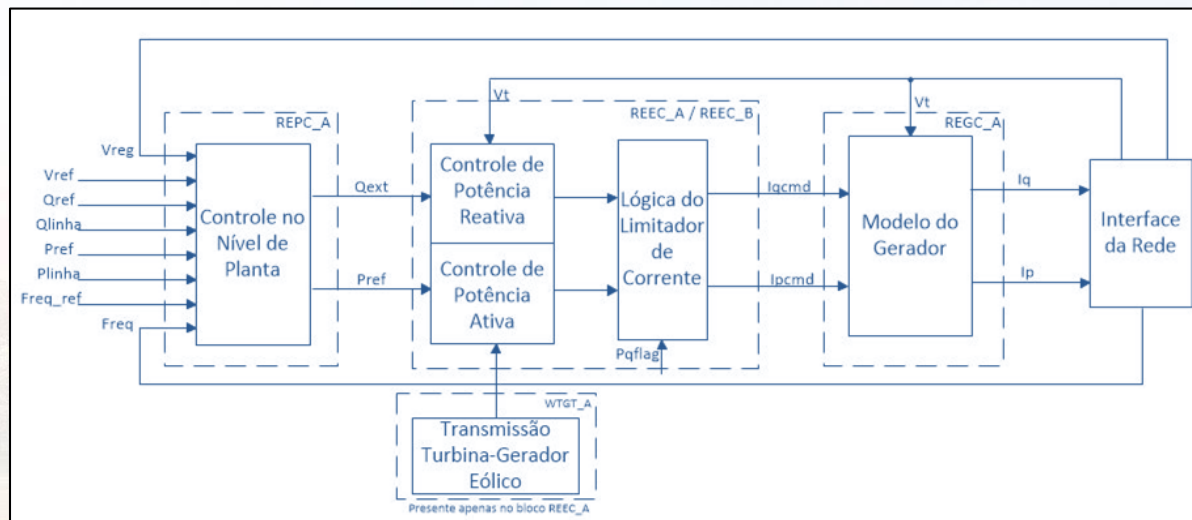 REPC_A
Vreg
Vref
Qref
Qlinha
Pref
Plinha
Freq_ref
Freq
Controle no
Nível de
Planta
Qext
Pref
Vt
REEC_A / REEC_B
Controle de
Potência
Reativa
Controle de
Potência
Ativa
Lógica do
Limitador
de
Corrente
Pqflag
Iqcmd
Ipcmd
Vt
REGC_A
Modelo do
Gerador
Iq
Ip
Interface
da Rede
WTGT_A
Transmissão
Turbina-Gerador
Eólico
Presente apenas no bloco REEC_A